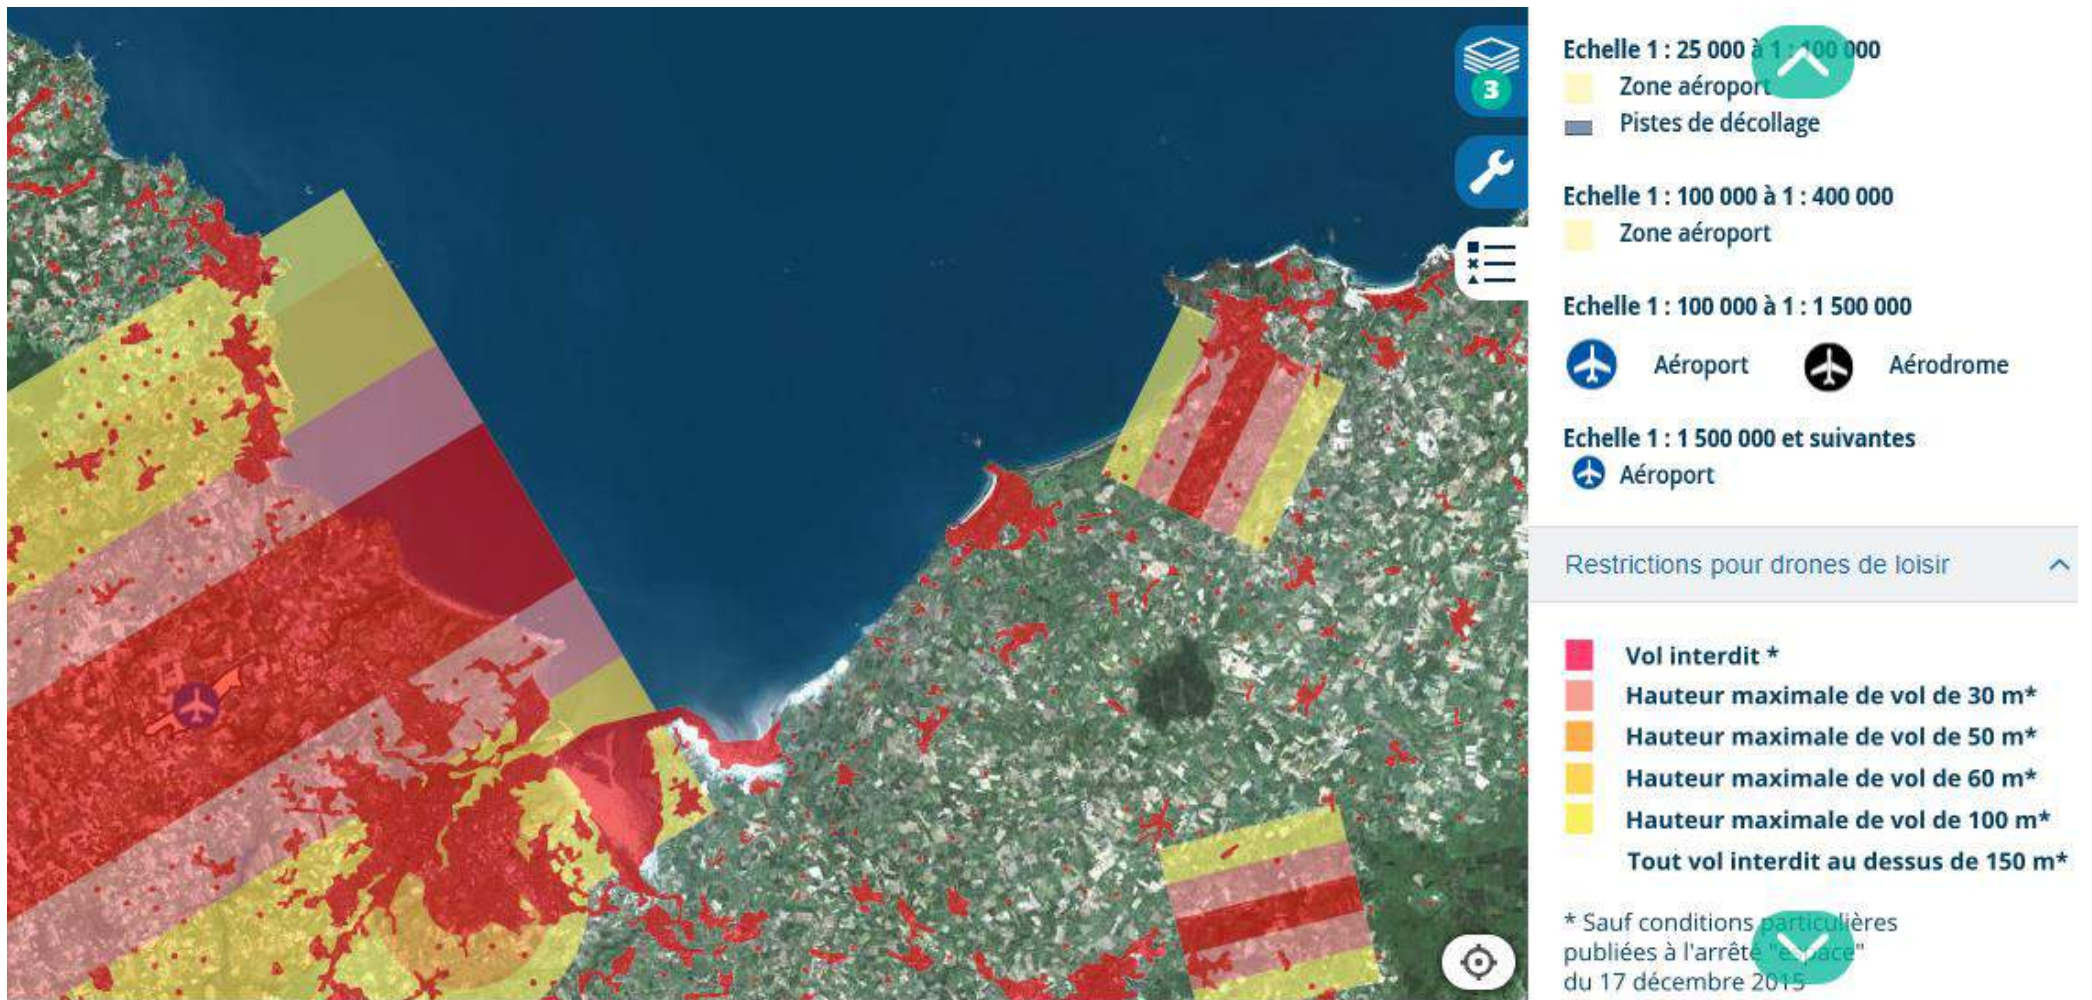 3
Echelle 1 : 25 000 à 1 : 100 000
Zone aéroport
Pistes de décollage
Echelle 1 : 100 000 à 1 : 400 000
Zone aéroport
Echelle 1 : 100 000 à 1 : 1 500 000
Aéroport Aérodrome
Echelle 1 : 1 500 000 et suivantes
Aéroport
Restrictions pour drones de loisir
Vol interdit *
Hauteur maximale de vol de 30 m*
Hauteur maximale de vol de 50 m*
Hauteur maximale de vol de 60 m*
Hauteur maximale de vol de 100 m*
Tout vol interdit au dessus de 150 m*
* Sauf conditions particulières
publiées à l'arrêté "espace"
du 17 décembre 2015